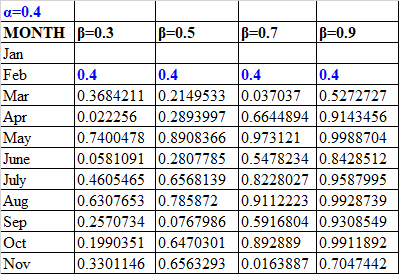 α=0.4
MONTH β=0.3 β=0.5 β=0.7 β=0.9
Jan
Feb 0.4 0.4 0.4 0.4
Mar 0.3684211 0.2149533 0.037037 0.5272727
Apr 0.022256 0.2893997 0.6644894 0.9143456
May 0.7400478 0.8908366 0.973121 0.9988704
June 0.0581091 0.2807785 0.5478234 0.8428512
July 0.4605465 0.6568139 0.8228027 0.9587995
Aug 0.6307653 0.785872 0.9112223 0.9928739
Sep 0.2570734 0.0767986 0.5916804 0.9308549
Oct 0.1990351 0.6470301 0.892889 0.9911892
Nov 0.3301146 0.6563293 0.0163887 0.7047442